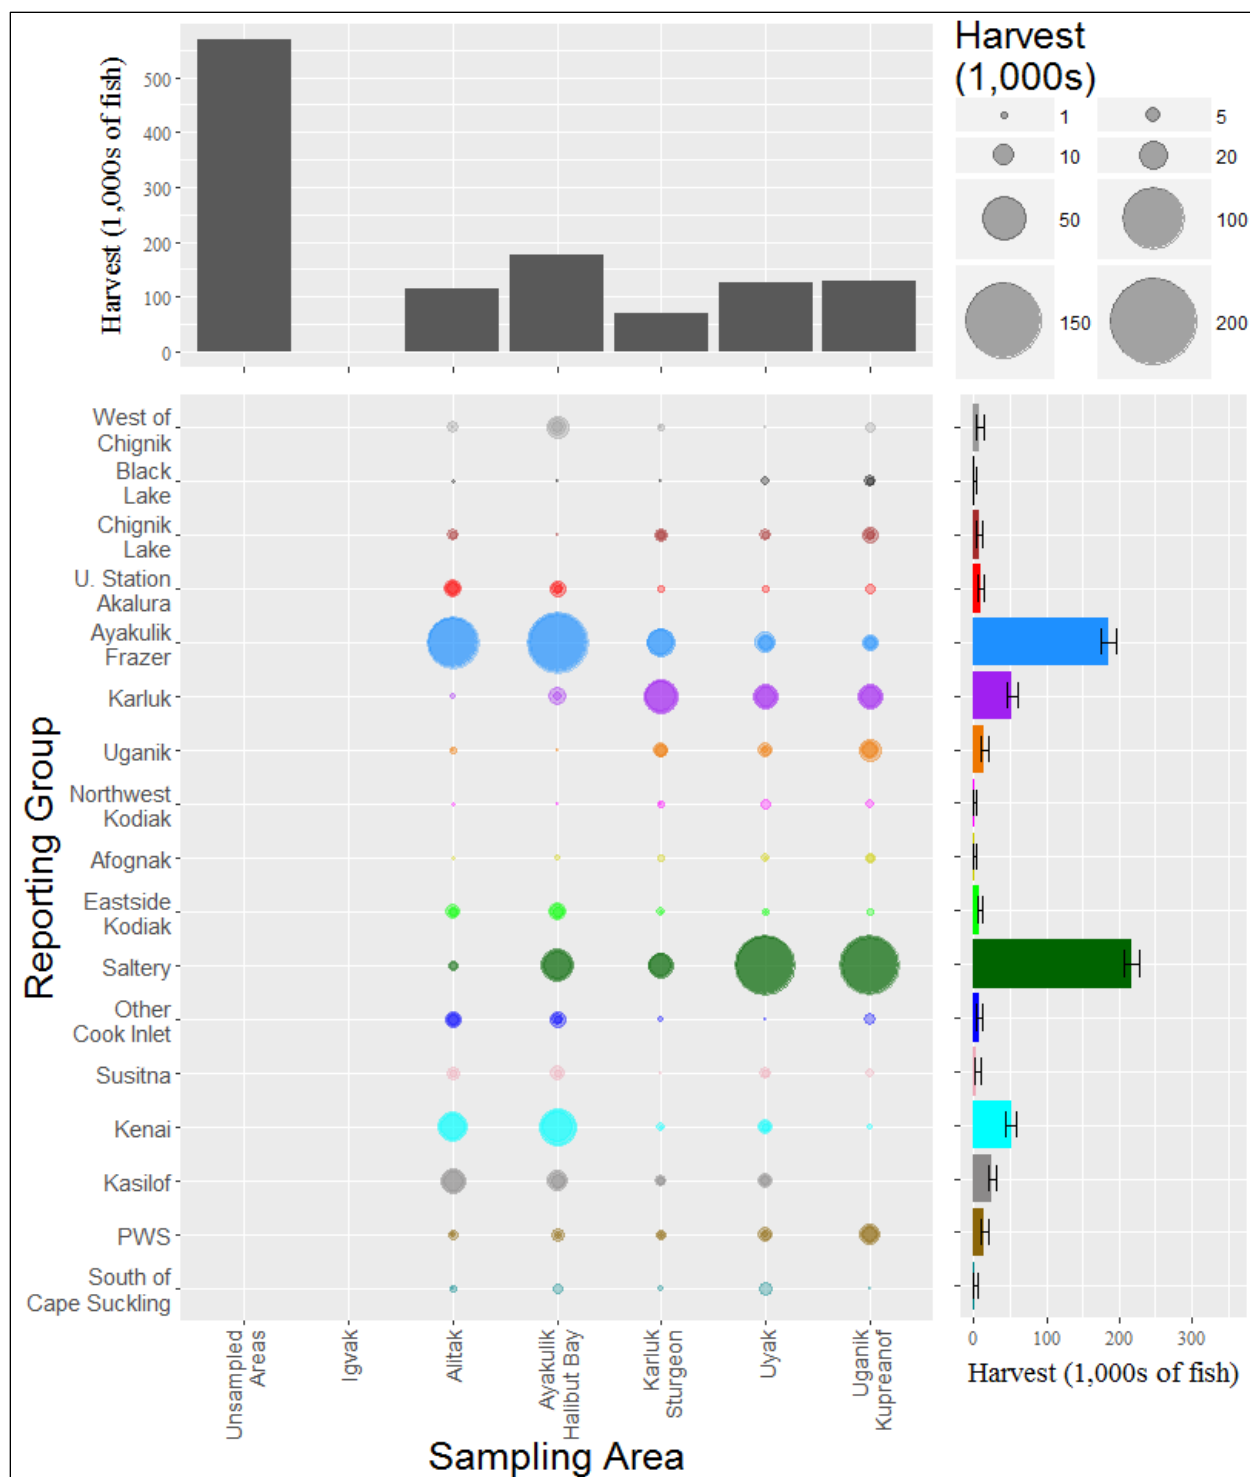 Harvest (1,000s of fish)
500
400
300
200
100
0
Harvest
(1,000s)
1
5
10
20
50
100
150
200
Reporting Group
West of
Chignik
Black
Lake
Chignik
Lake
U. Station
Akalura
Ayakulik
Frazer
Karluk
Uganik
Northwest
Kodiak
Afognak
Eastside
Kodiak
Saltery
Other
Cook Inlet
Susitna
Kenai
Kasilof
PWS
South of
Cape Suckling
Unsampled
Areas
Igvak
Alitak
Ayakulik
Halibut Bay
Karluk
Sturgeon
Uyak
Uganik
Kupreanof
Sampling Area
0
100
200
300
Harvest (1,000s of fish)